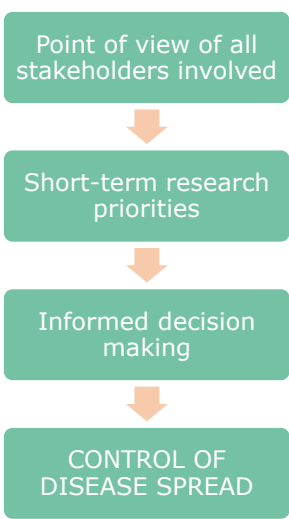 Point of view of all
stakeholders involved
Short-term research
priorities
Informed decision
making
CONTROL OF
DISEASE SPREAD